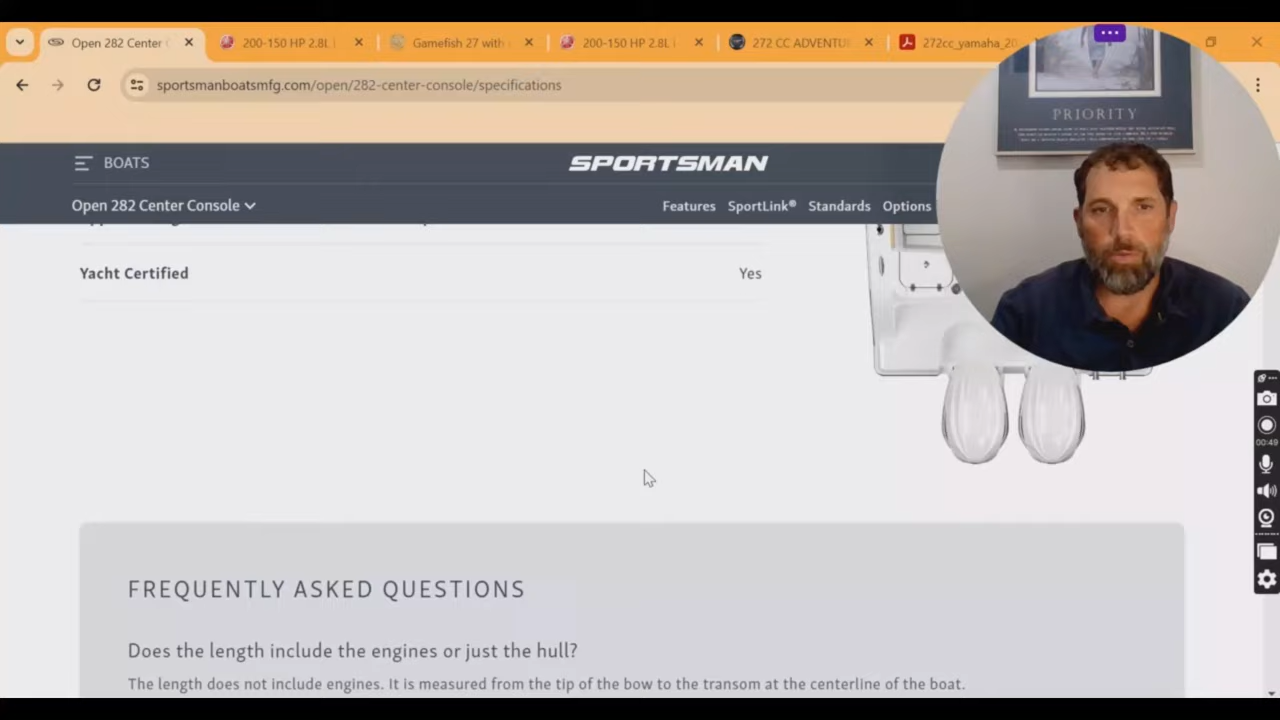 Open 282 Center
200-150 HP 2.8L
Gamefish 27 with
200-150 HP 2.8L
272 CC ADVENTU
272cc_yamaha_20
sportsmanboatsmfg.com/open/282-center-console/specifications
PRIORITY
BOATS
SPORTSMAN
Open 282 Center Console
Features
SportLink®
Standards
Options
Yacht Certified
Yes
00:49
FREQUENTLY ASKED QUESTIONS
Does the length include the engines or just the hull?
The length does not include engines. It is measured from the tip of the bow to the transom at the centerline of the boat.